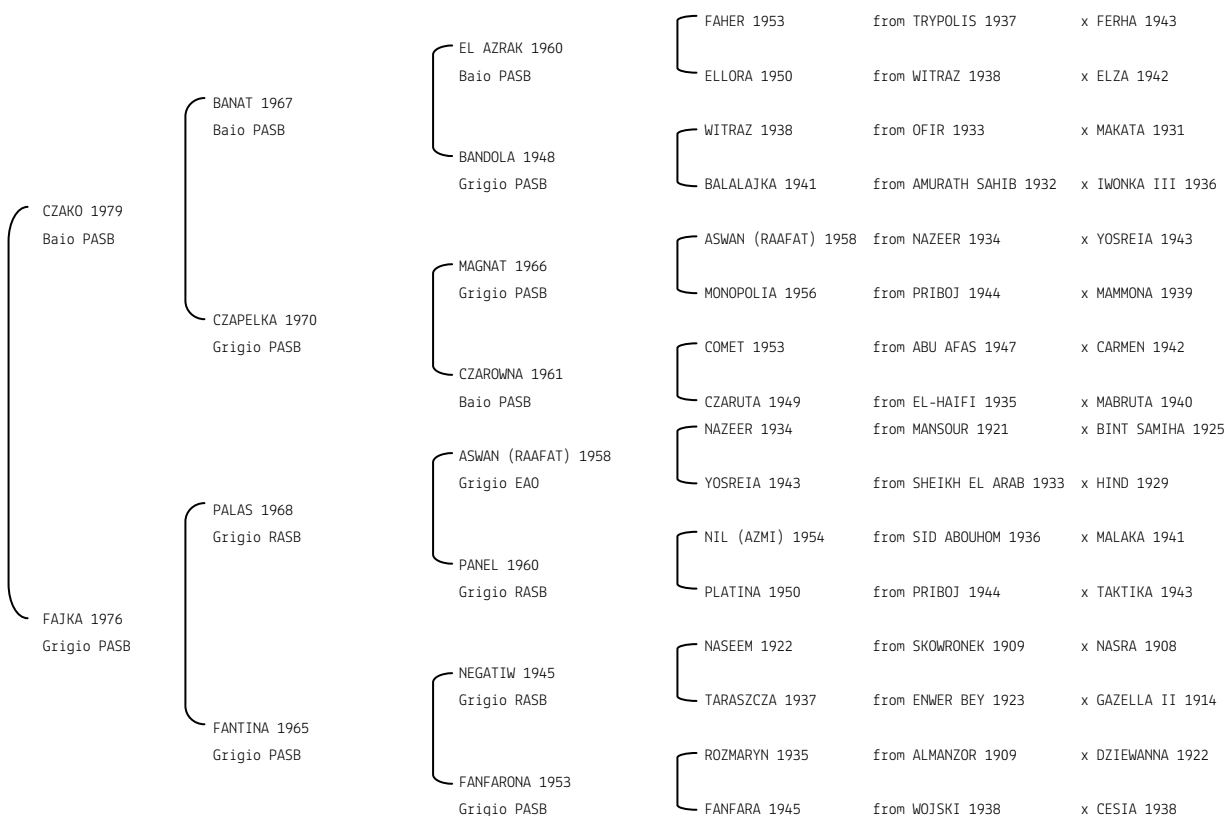 FAHER 1953 from TRYPOLIS 1937 x FERHA 1943
EL AZRAK 1960
Baio PASB
ELLORA 1950 from WITRAZ 1938 x ELZA 1942
BANAT 1967
Baio PASB
WITRAZ 1938 from OFIR 1933 x MAKATA 1931
BANDOLA 1948
Grigio PASB
BALALAJKA 1941 from AMURATH SAHIB 1932 x IWONKA III 1936
CZAKO 1979
Baio PASB
ASWAN (RAAFAT) 1958 from NAZEER 1934 x YOSREIA 1943
MAGNAT 1966
Grigio PASB
MONOPOLIA 1956 from PRIBOJ 1944 x MAMMONA 1939
CZAPELKA 1970
Grigio PASB
COMET 1953 from ABU AFAS 1947 x CARMEN 1942
CZAROWNA 1961
Baio PASB
CZARUTA 1949 from EL-HAIFI 1935 x MABRUTA 1940
NAZEER 1934 from MANSOUR 1921 x BINT SAMIHA 1925
ASWAN (RAAFAT) 1958
Grigio EAO
YOSREIA 1943 from SHEIKH EL ARAB 1933 x HIND 1929
PALAS 1968
Grigio RASB
NIL (AZMI) 1954 from SID ABOUHOM 1936 x MALAKA 1941
PANEL 1960
Grigio RASB
PLATINA 1950 from PRIBOJ 1944 x TAKTIKA 1943
FAJKA 1976
Grigio PASB
NASEEM 1922 from SKOWRONEK 1909 x NASRA 1908
NEGATIW 1945
Grigio RASB
TARASZCZA 1937 from ENWER BEY 1923 x GAZELLA II 1914
FANTINA 1965
Grigio PASB
ROZMARYN 1935 from ALMANZOR 1909 x DZIEWANNA 1922
FANFARONA 1953
Grigio PASB
FANFARA 1945 from WOJSKI 1938 x CESIA 1938